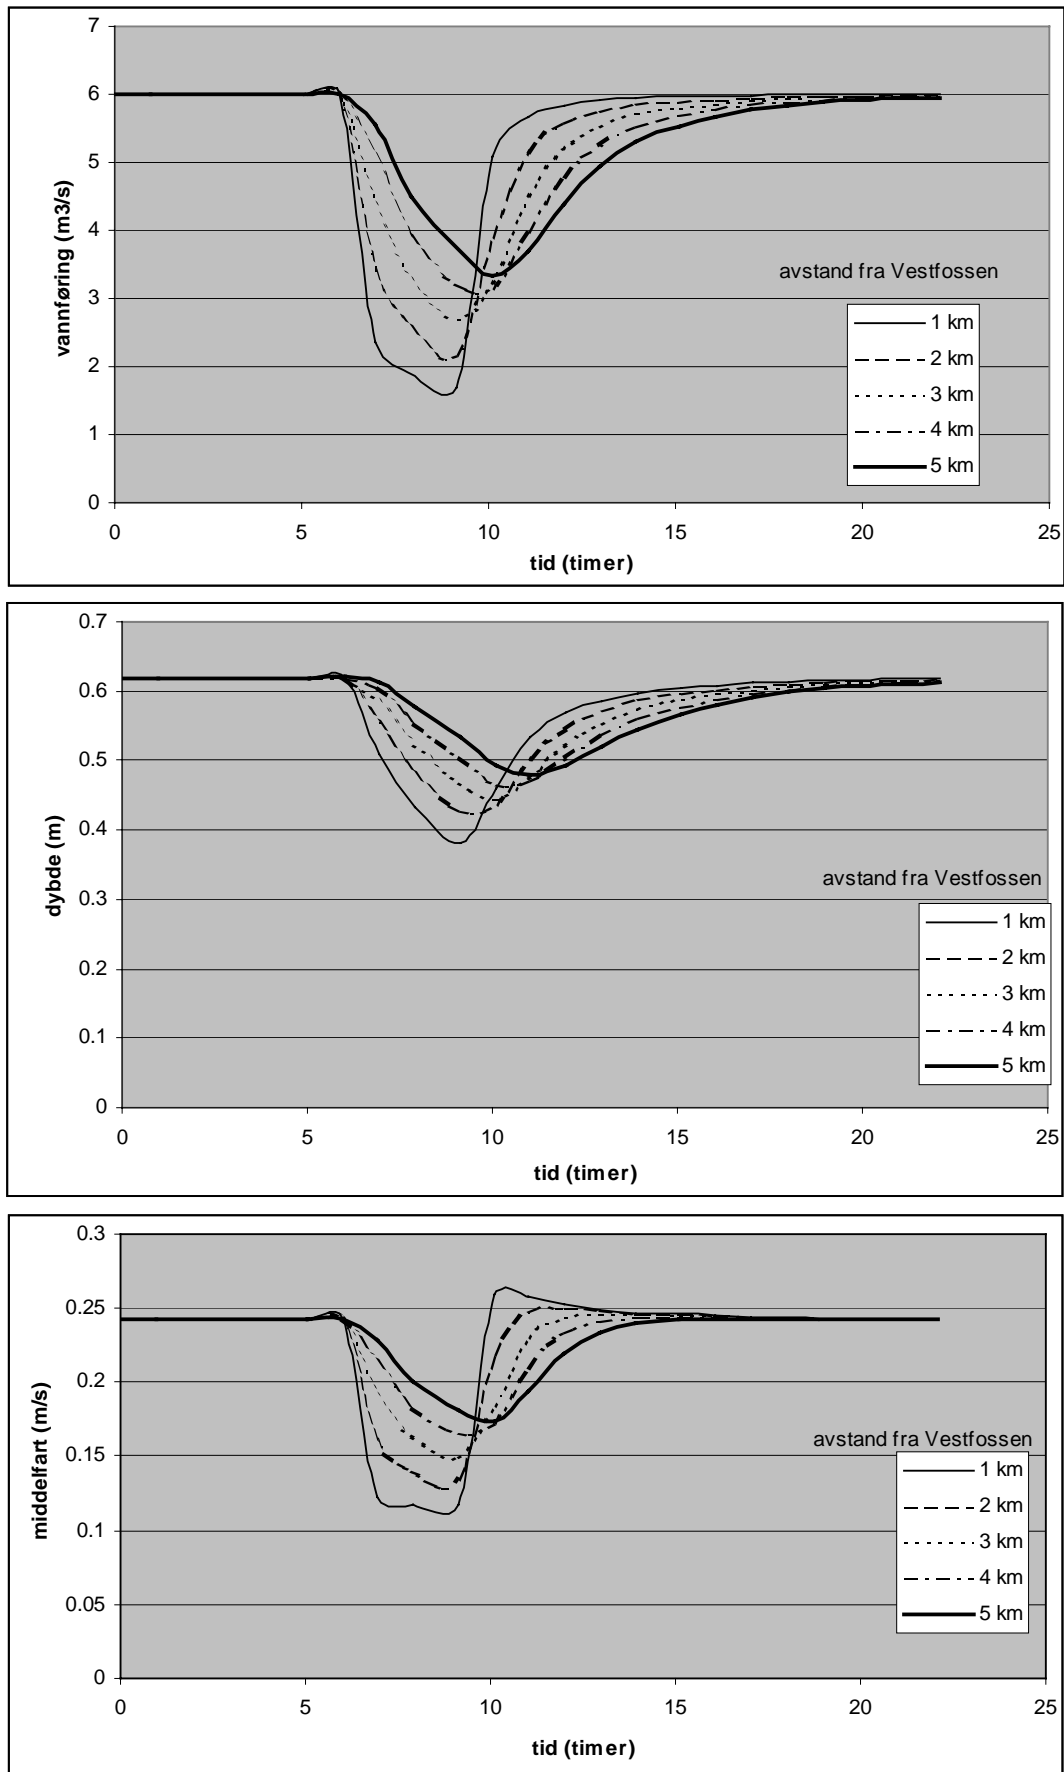 7
6
5
4
3
2
1
0
vannføring (m3/s)
avstand fra Vestfossen
1 km
2 km
3 km
4 km
5 km
0 5 10 15 20 25
tid (timer)
0.7
0.6
0.5
0.4
0.3
0.2
0.1
0
dybde (m)
avstand fra Vestfossen
1 km
2 km
3 km
4 km
5 km
0 5 10 15 20 25
tid (timer)
0.3
0.25
0.2
0.15
0.1
0.05
0
middelfart (m/s)
avstand fra Vestfossen
1 km
2 km
3 km
4 km
5 km
0 5 10 15 20 25
tid (timer)